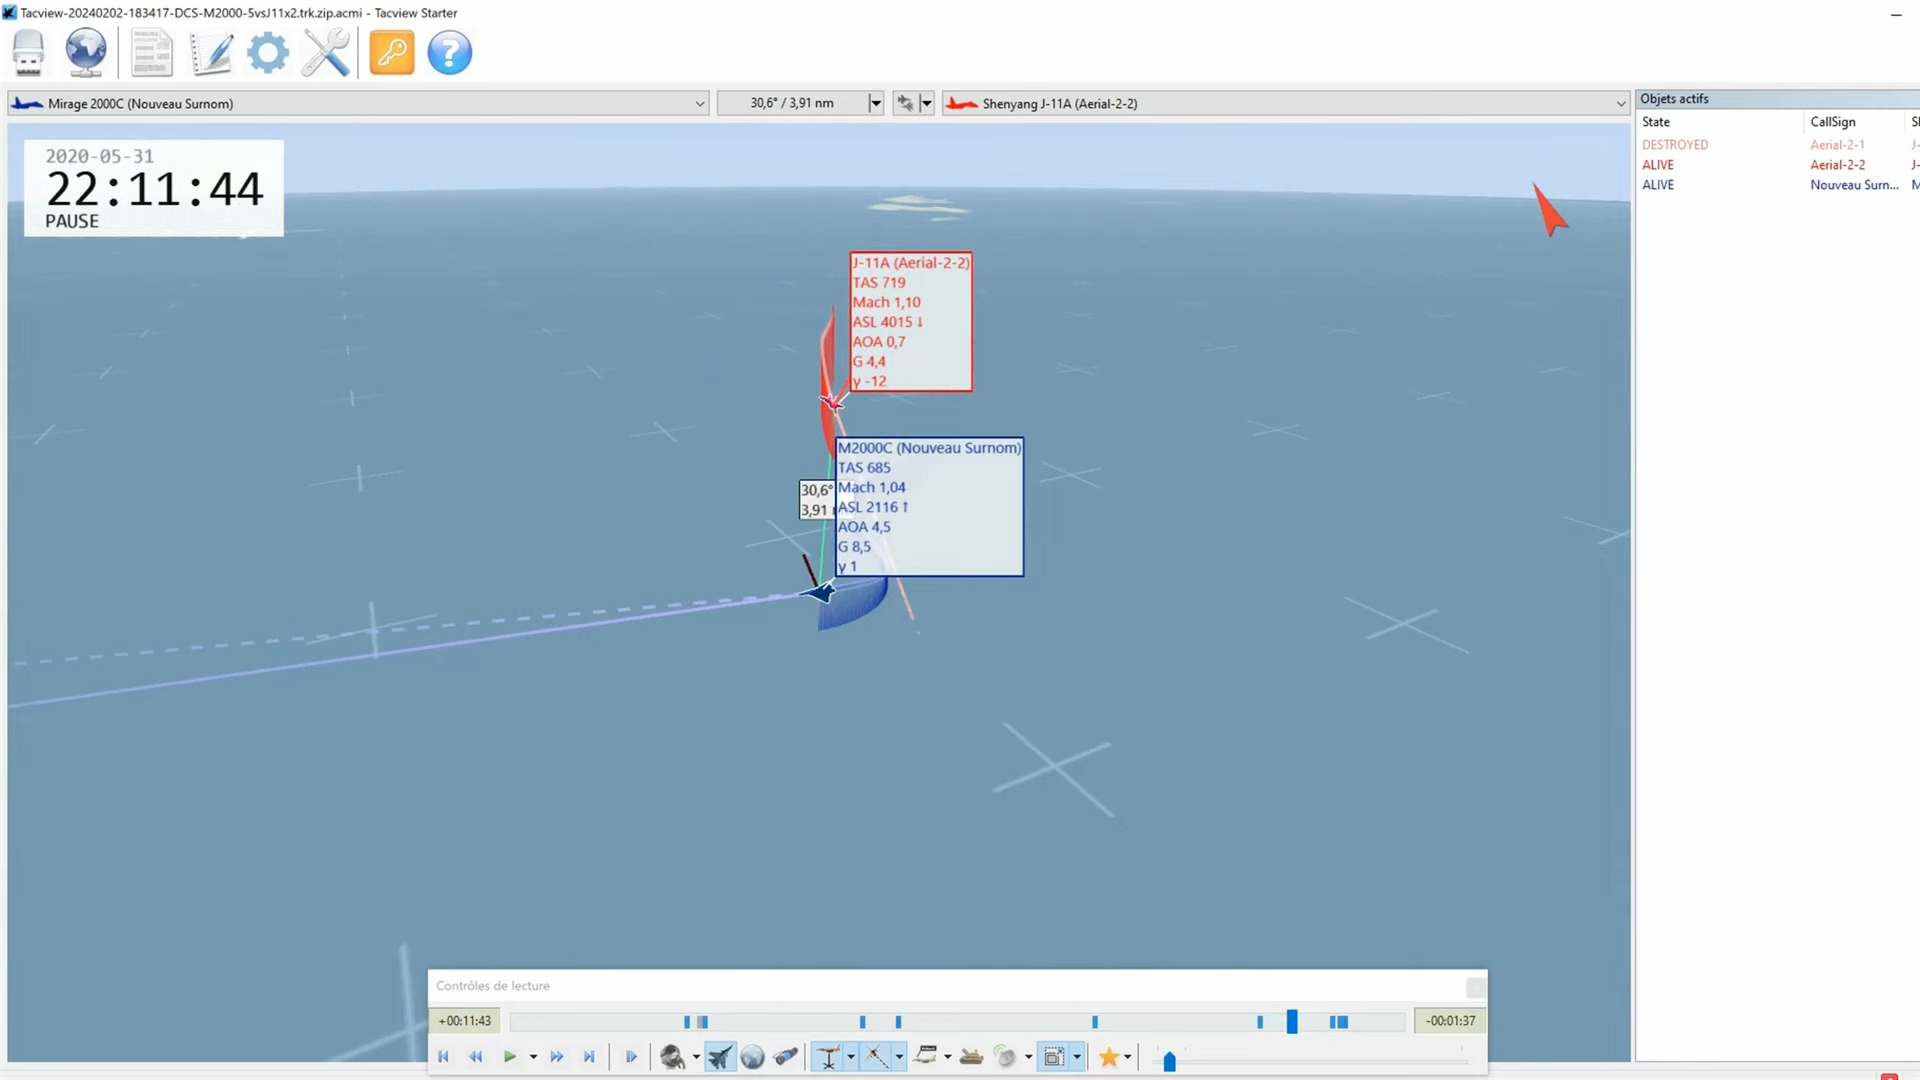 Tacview-20240202-183417-DCS-M2000-5vsJ11x2.trk.zip.acmi - Tacview Starter
Mirage 2000C (Nouveau Surnom)
30,6° / 3,91 nm
Shenyang J-11A (Aerial-2-2)
Objets actifs
State CallSign
DESTROYED Aerial-2-1 J-
ALIVE Aerial-2-2 J-
ALIVE Nouveau Surn... M
2020-05-31
22:11:44
PAUSE
J-11A (Aerial-2-2)
TAS 719
Mach 1,10
ASL 4015 ↓
AOA 0,7
G 4,4
γ -12
M2000C (Nouveau Surnom)
TAS 685
Mach 1,04
ASL 2116 ↑
AOA 4,5
G 8,5
γ 1
30,6°
3,91
Contrôles de lecture
+00:11:43
-00:01:37